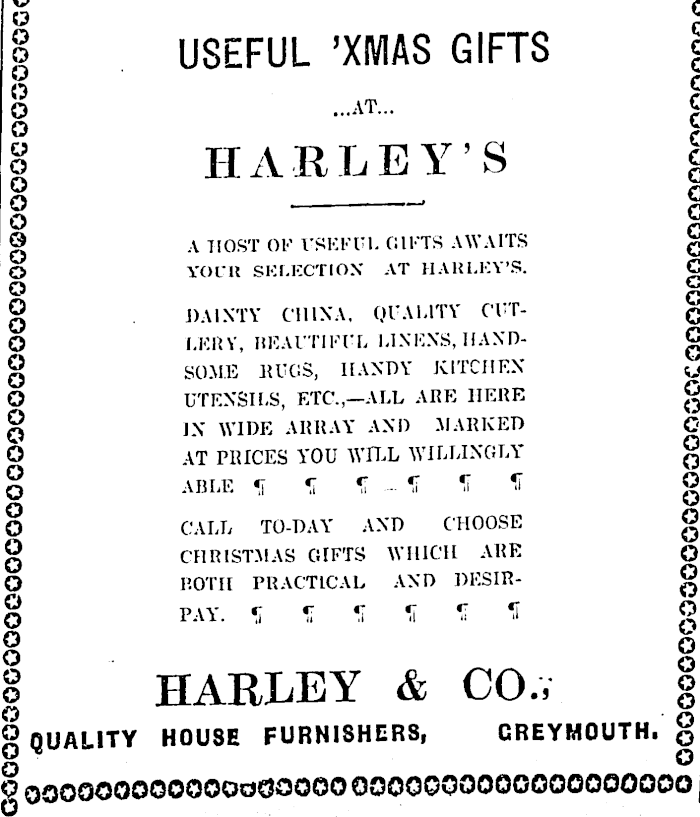 USEFUL 'XMAS GIFTS
...AT...
HARLEY'S
A HOST OF USEFUL GIFTS AWAITS
YOUR SELECTION AT HARLEY'S.
DAINTY CHINA, QUALITY CUT-
LERY, BEAUTIFUL LINENS, HAND-
SOME RUGS, HANDY KITCHEN
UTENSILS, ETC.,—ALL ARE HERE
IN WIDE ARRAY AND MARKED
AT PRICES YOU WILL WILLINGLY
ABLE ¶ ¶ ¶ ¶ ¶ ¶
CALL TO-DAY AND CHOOSE
CHRISTMAS GIFTS WHICH ARE
BOTH PRACTICAL AND DESIR-
PAY. ¶ ¶ ¶ ¶ ¶ ¶
HARLEY & CO.,
QUALITY HOUSE FURNISHERS, GREYMOUTH.